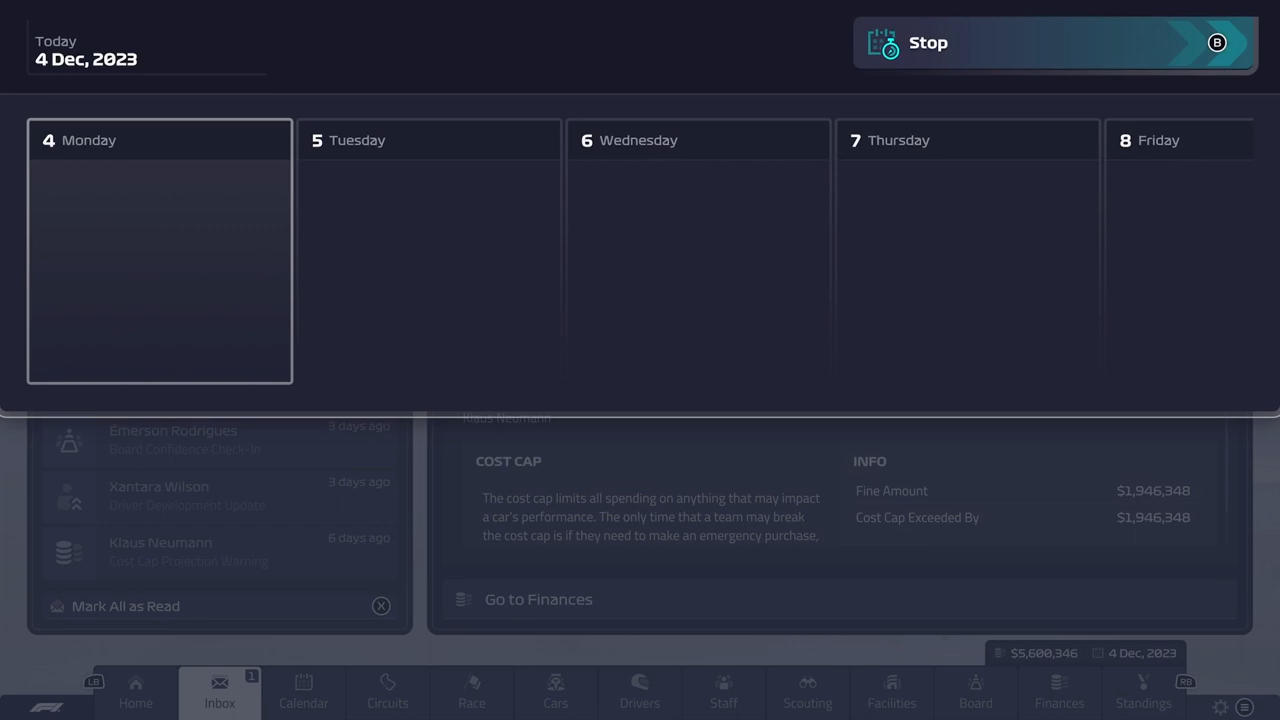 Today
4 Dec, 2023
Stop
B
4 Monday
5 Tuesday
6 Wednesday
7 Thursday
8 Friday
Émerson Rodrigues
3 days ago
Board Confidence Check-In
Xantara Wilson
3 days ago
Driver Development Update
Klaus Neumann
6 days ago
Cost Cap Projection Warning
Mark All as Read
X
Klaus Neumann
COST CAP
The cost cap limits all spending on anything that may impact
a car's performance. The only time that a team may break
the cost cap is if they need to make an emergency purchase,
INFO
Fine Amount $1,946,348
Cost Cap Exceeded By $1,946,348
Go to Finances
$5,600,346 4 Dec, 2023
LB
Home
Inbox
1
Calendar
Circuits
Race
Cars
Drivers
Staff
Scouting
Facilities
Board
Finances
Standings
RB
F1